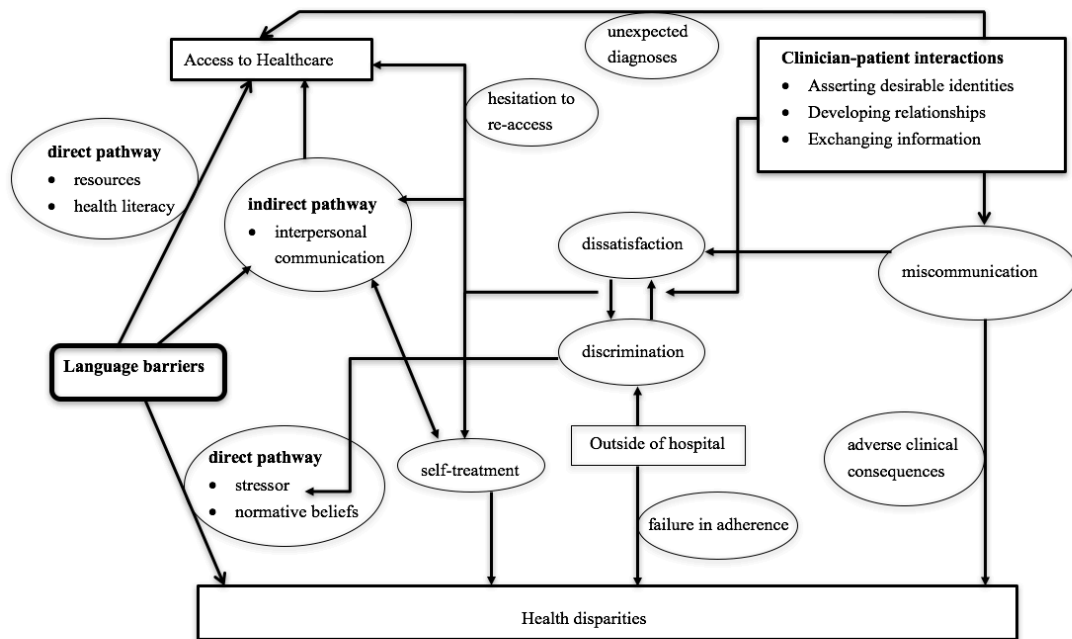 unexpected
diagnoses
Access to Healthcare
Clinician-patient interactions
• Asserting desirable identities
• Developing relationships
• Exchanging information
hesitation to
re-access
direct pathway
• resources
• health literacy
indirect pathway
• interpersonal
communication
dissatisfaction
miscommunication
discrimination
Language barriers
Outside of hospital
adverse clinical
consequences
direct pathway
• stressor
• normative beliefs
self-treatment
failure in adherence
Health disparities